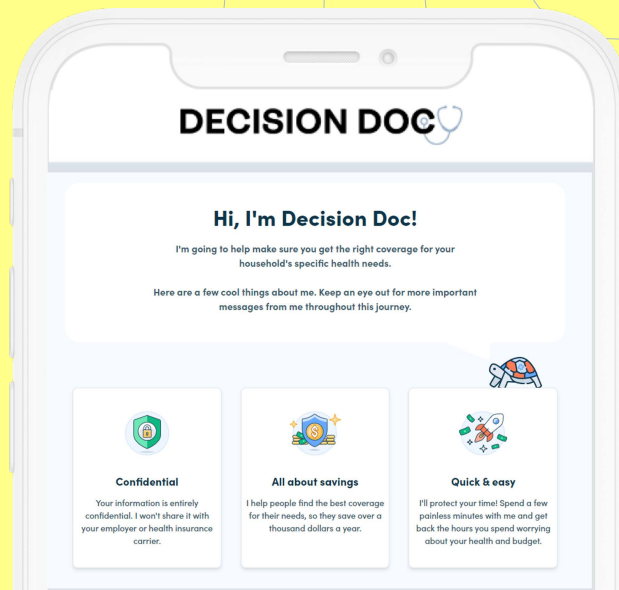 DECISION DOC
Hi, I'm Decision Doc!
I'm going to help make sure you get the right coverage for your
household's specific health needs.
Here are a few cool things about me. Keep an eye out for more important
messages from me throughout this journey.
Confidential
Your information is entirely
confidential. I won't share it with
your employer or health insurance
carrier.
All about savings
I help people find the best coverage
for their needs, so they save over a
thousand dollars a year.
Quick & easy
I'll protect your time! Spend a few
painless minutes with me and get
back the hours you spend worrying
about your health and budget.